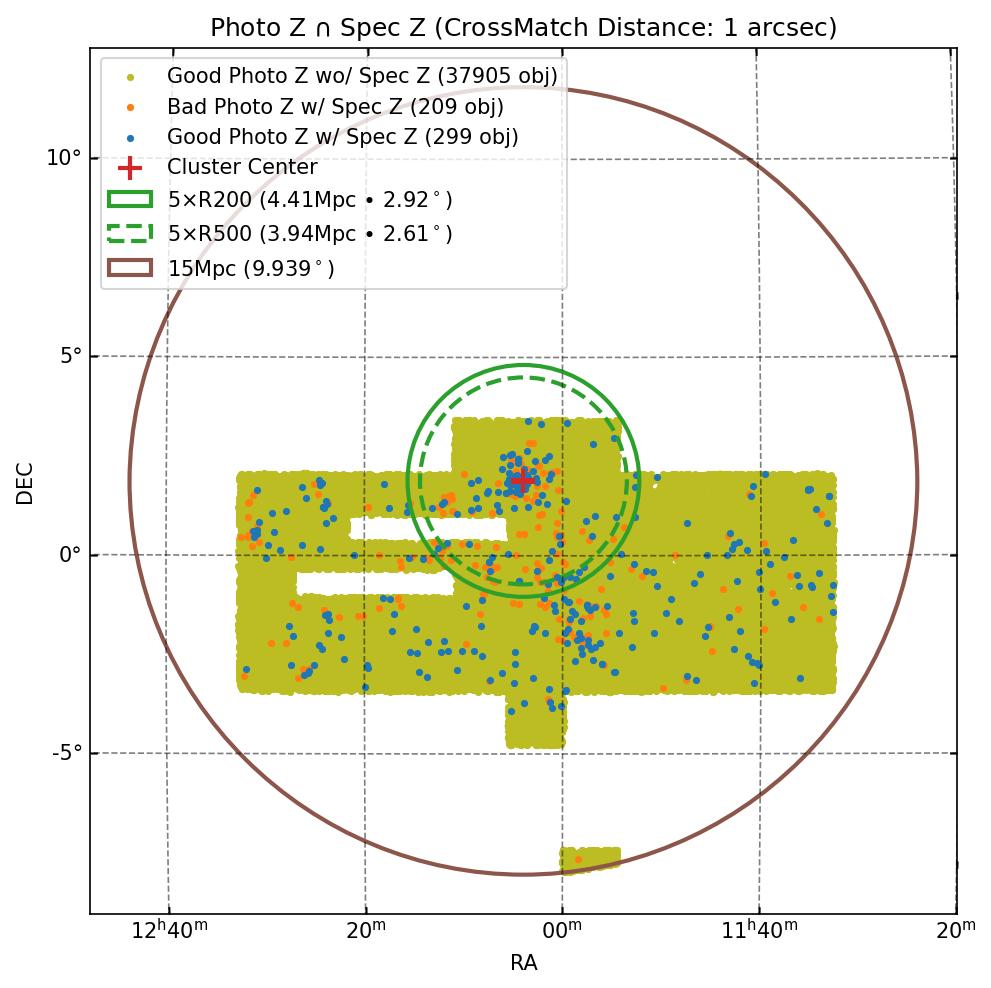 Photo Z ∩ Spec Z (CrossMatch Distance: 1 arcsec)
Good Photo Z wo/ Spec Z (37905 obj)
Bad Photo Z w/ Spec Z (209 obj)
Good Photo Z w/ Spec Z (299 obj)
Cluster Center
5×R200 (4.41Mpc • 2.92°)
5×R500 (3.94Mpc • 2.61°)
15Mpc (9.939°)
10°
5°
0°
-5°
DEC
12ʰ40ᵐ 20ᵐ 00ᵐ 11ʰ40ᵐ 20ᵐ
RA